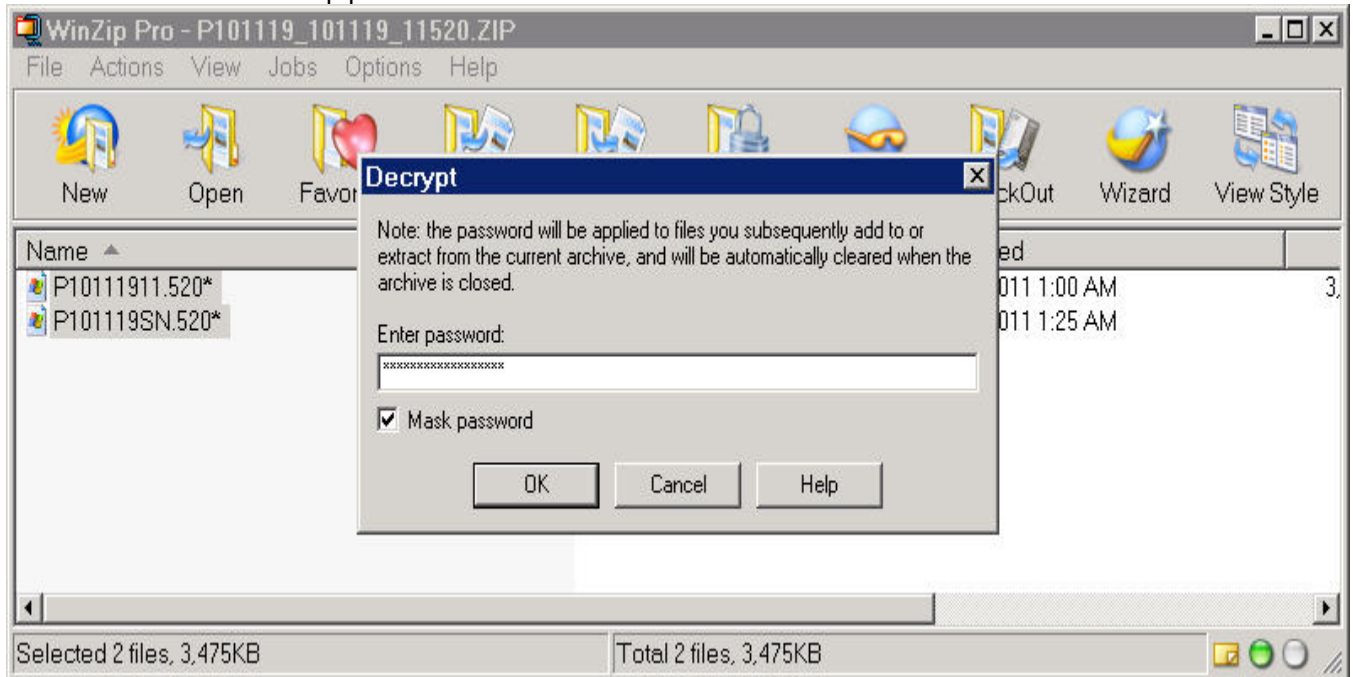 WinZip Pro - P101119_101119_11520.ZIP
File Actions View Jobs Options Help
New Open Favor ckOut Wizard View Style
Decrypt
Note: the password will be applied to files you subsequently add to or
extract from the current archive, and will be automatically cleared when the
archive is closed.
Enter password:
xxxxxxxxxxxxxxxxxx
Mask password
OK Cancel Help
Name ed
P10111911.520* 011 1:00 AM 3,
P101119SN.520* 011 1:25 AM
Selected 2 files, 3,475KB Total 2 files, 3,475KB